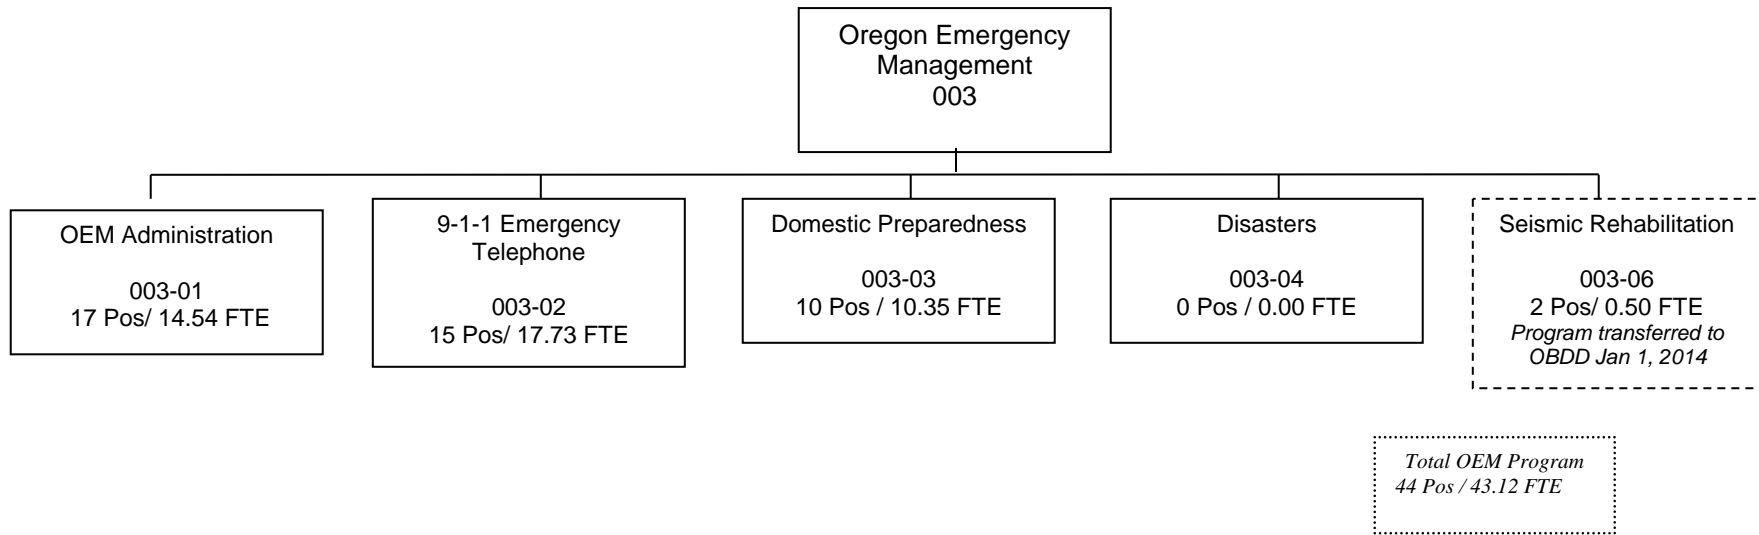 Oregon Emergency
Management
003
OEM Administration
003-01
17 Pos/ 14.54 FTE
9-1-1 Emergency
Telephone
003-02
15 Pos/ 17.73 FTE
Domestic Preparedness
003-03
10 Pos / 10.35 FTE
Disasters
003-04
0 Pos / 0.00 FTE
Seismic Rehabilitation
003-06
2 Pos/ 0.50 FTE
Program transferred to
OBDD Jan 1, 2014
Total OEM Program
44 Pos / 43.12 FTE